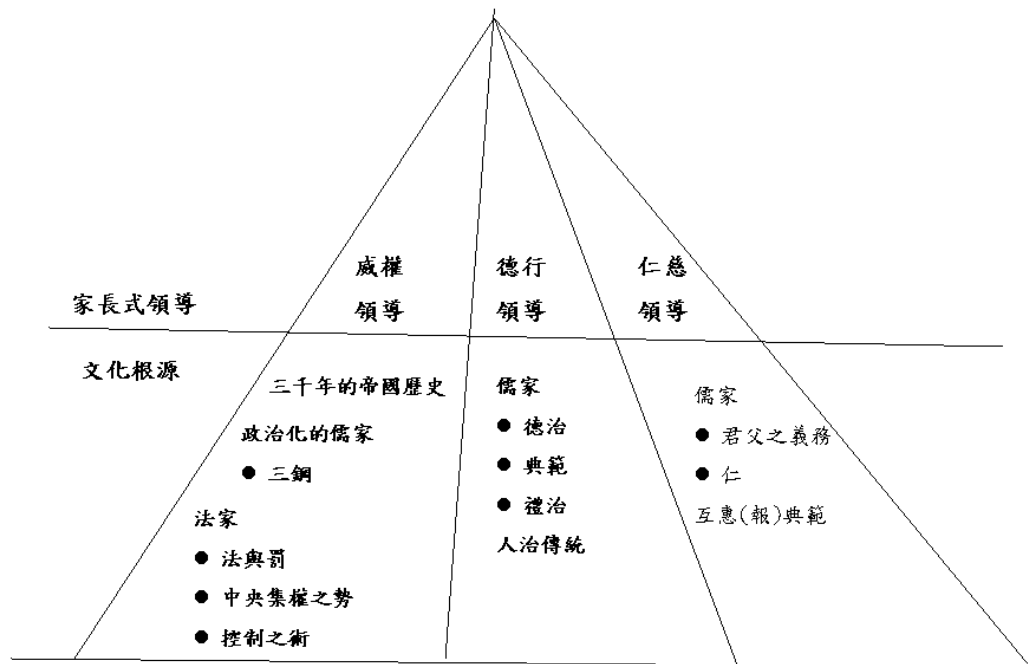 威權
領導
德行
領導
仁慈
領導
家長式領導
文化根源
三千年的帝國歷史
政治化的儒家
● 三鋼
法家
● 法與罰
● 中央集權之勢
● 控制之術
儒家
● 德治
● 典範
● 禮治
人治傳統
儒家
● 君父之義務
● 仁
互惠(報)典範